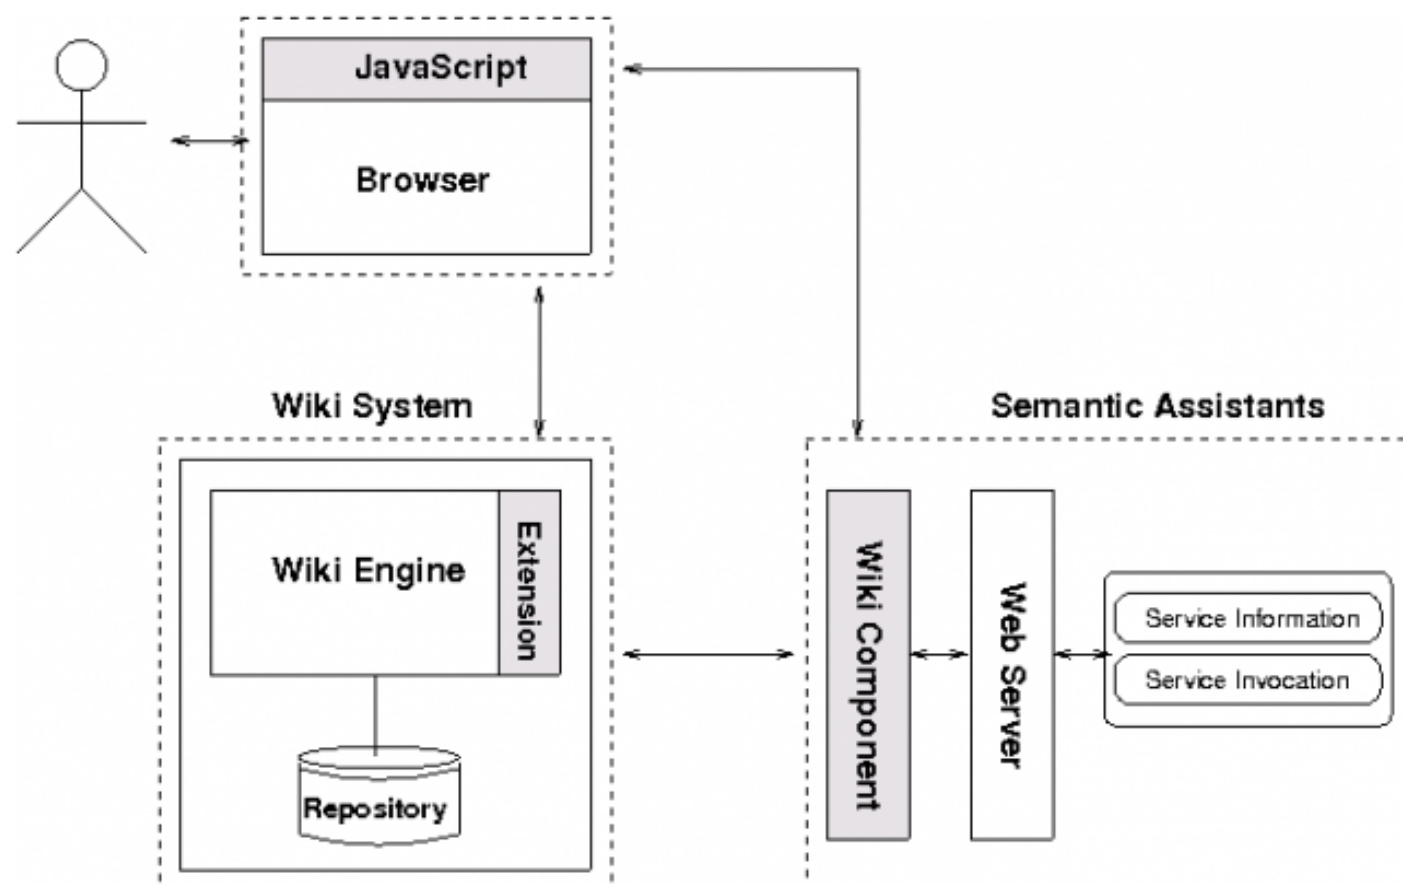 JavaScript
Browser
Wiki System
Semantic Assistants
Wiki Engine
Extension
Repository
Wiki Component
Web Server
Service Information
Service Invocation